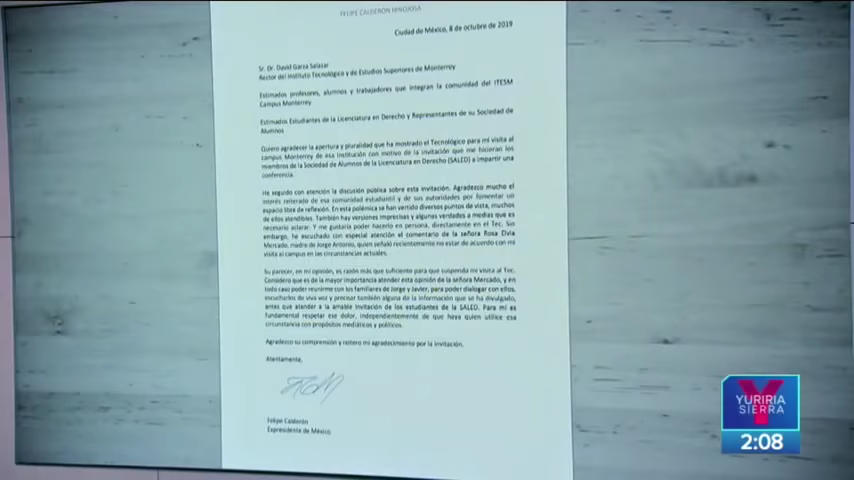 FELIPE CALDERÓN HINOJOSA
Ciudad de México, 8 de octubre de 2019
Sr. Dr. David Garza Salazar
Rector del Instituto Tecnológico y de Estudios Superiores de Monterrey
Estimados profesores, alumnos y trabajadores que integran la comunidad del ITESM
Campus Monterrey
Estimados Estudiantes de la Licenciatura en Derecho y Representantes de su Sociedad de
Alumnos
Quiero agradecer la apertura y pluralidad que ha mostrado el Tecnológico para mi visita al
campus Monterrey de esa Institución con motivo de la invitación que me hicieran los
miembros de la Sociedad de Alumnos de la Licenciatura en Derecho (SALED) a impartir una
conferencia.
He seguido con atención la discusión pública sobre esta invitación. Agradezco mucho el
interés reiterado de esa comunidad estudiantil y de sus autoridades por fomentar un
espacio libre de reflexión. En esta polémica se han vertido diversos puntos de vista, muchos
de ellos atendibles. También hay versiones imprecisas y algunas verdades a medias que es
necesario aclarar. Y me gustaría poder hacerlo en persona, directamente en el Tec. Sin
embargo, he escuchado con especial atención el comentario de la señora Rosa Elvia
Mercado, madre de Jorge Antonio, quien señaló recientemente no estar de acuerdo con mi
visita al campus en las circunstancias actuales.
Su parecer, en mi opinión, es razón más que suficiente para que suspenda mi visita al Tec.
Considero que es de la mayor importancia atender esta opinión de la señora Mercado, y en
todo caso poder reunirme con los familiares de Jorge y Javier, para poder dialogar con ellos,
escucharlos de viva voz y precisar también alguna de la información que se ha divulgado,
antes que atender a la amable invitación de los estudiantes de la SALED. Para mí es
fundamental respetar ese dolor, independientemente de que haya quien utilice esa
circunstancia con propósitos mediáticos y políticos.
Agradezco su comprensión y reitero mi agradecimiento por la invitación.
Atentamente,
Felipe Calderón
Expresidente de México
Y
YURIRIA
SIERRA
2:08